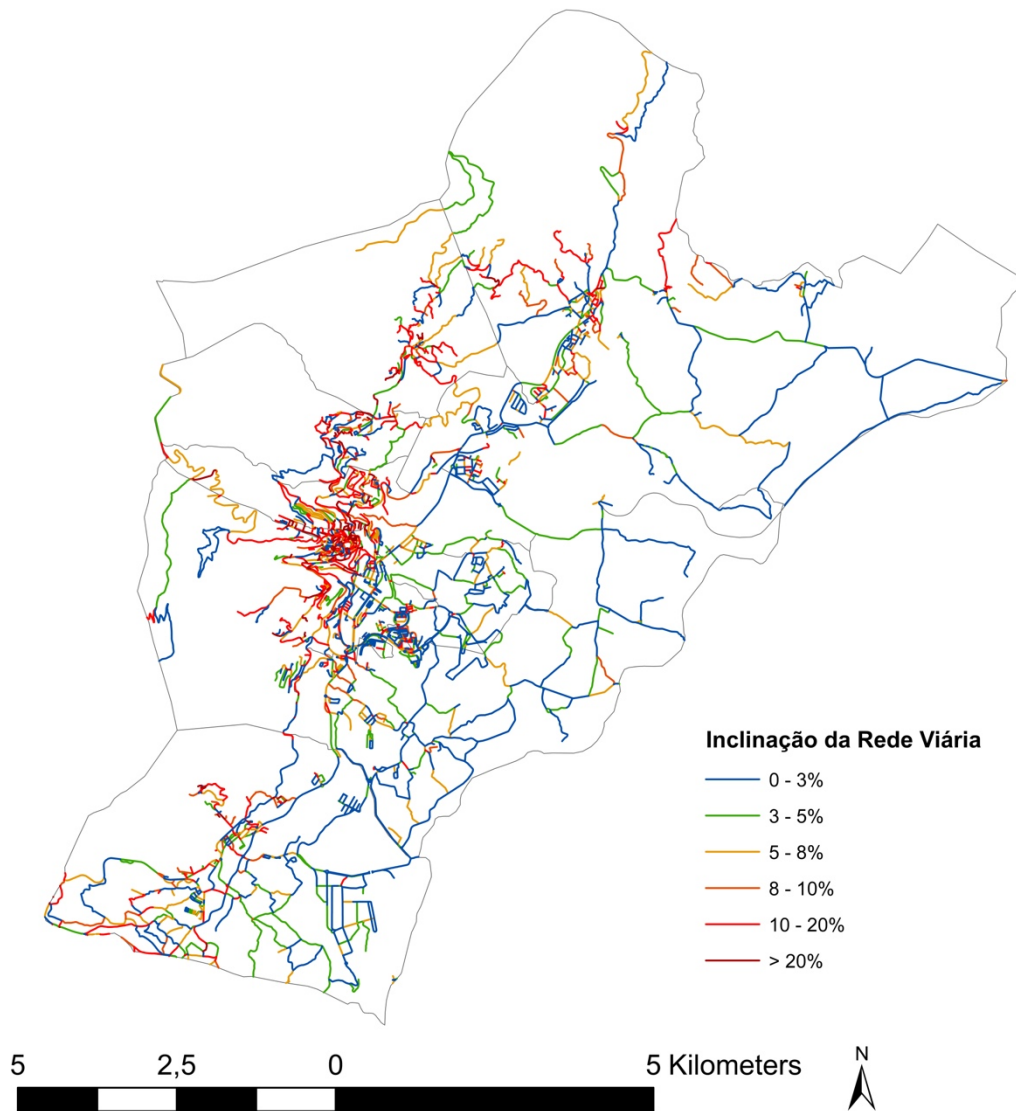 Inclinação da Rede Viária
0 - 3%
3 - 5%
5 - 8%
8 - 10%
10 - 20%
> 20%
5 2,5 0 5 Kilometers
N